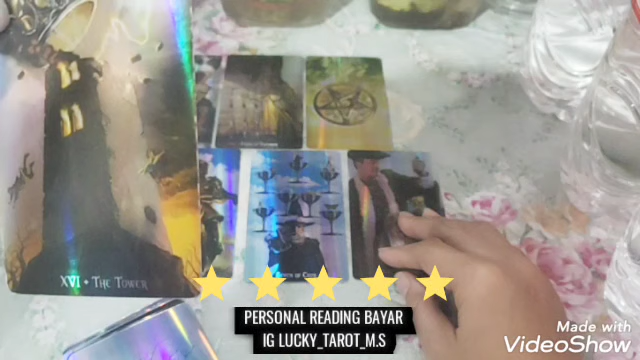 XVI • THE TOWER
PERSONAL READING BAYAR
IG LUCKY_TAROT_M.S
Made with
VideoShow